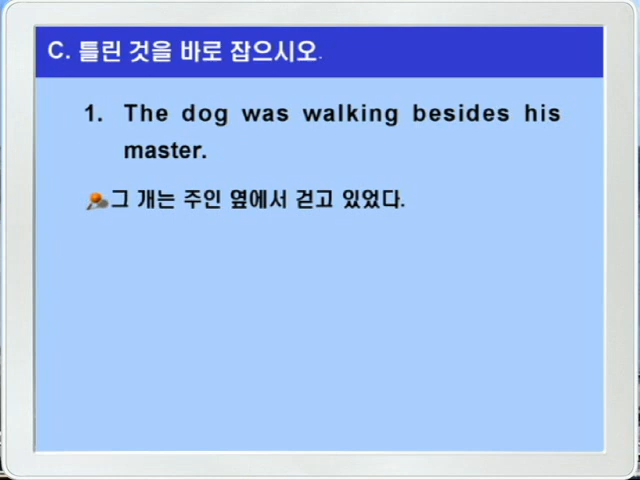 C. 틀린 것을 바로 잡으시오.
1. The dog was walking besides his
master.
그 개는 주인 옆에서 걷고 있었다.